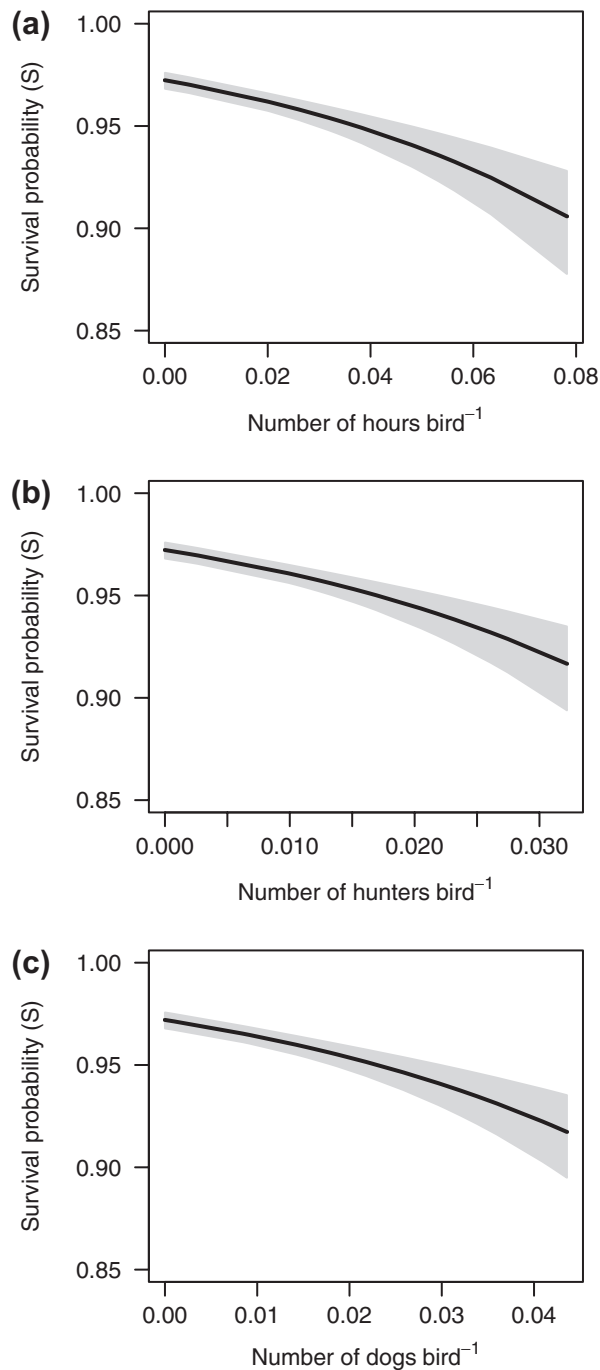 (a)
Survival probability (S)
1.00
0.95
0.90
0.85
0.00 0.02 0.04 0.06 0.08
Number of hours bird⁻¹
(b)
Survival probability (S)
1.00
0.95
0.90
0.85
0.000 0.010 0.020 0.030
Number of hunters bird⁻¹
(c)
Survival probability (S)
1.00
0.95
0.90
0.85
0.00 0.01 0.02 0.03 0.04
Number of dogs bird⁻¹